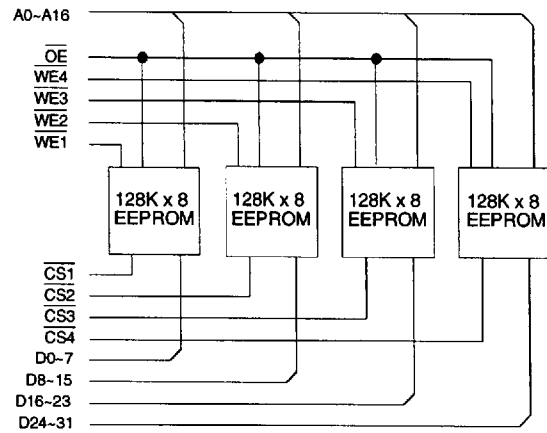 A0~A16
OE
WE4
WE3
WE2
WE1
128K x 8
EEPROM
128K x 8
EEPROM
128K x 8
EEPROM
128K x 8
EEPROM
CS1
CS2
CS3
CS4
D0~7
D8~15
D16~23
D24~31